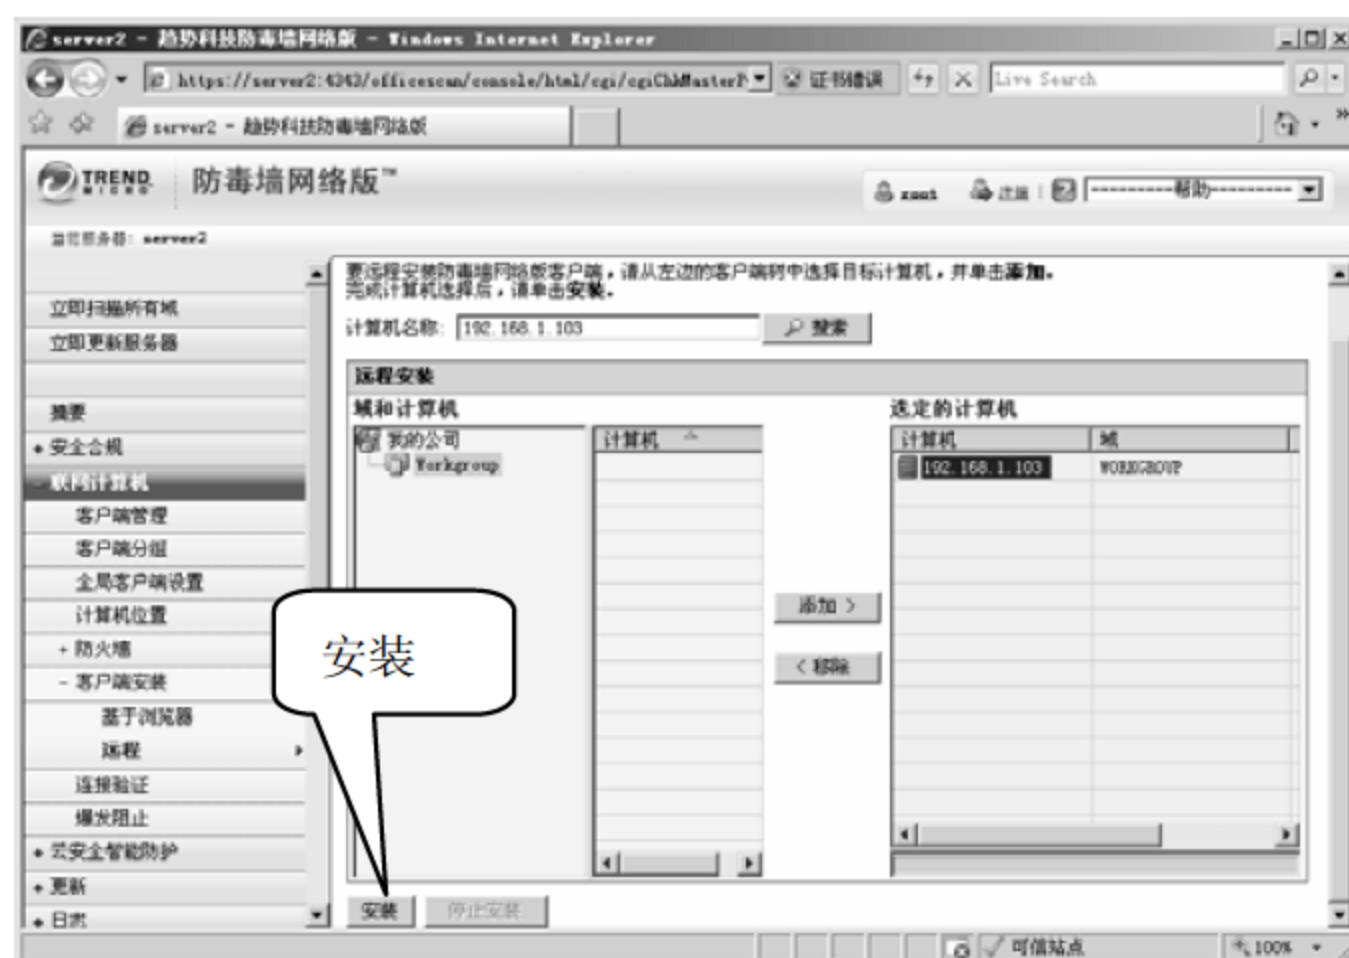 server2 - 趋势科技防毒墙网络版 - Windows Internet Explorer
https://server2:4343/officescan/console/html/cgi/cgiChkMasterP
证书错误
Live Search
server2 - 趋势科技防毒墙网络版
TREND MICRO
防毒墙网络版™
root
注销
----------帮助----------
当前服务器: server2
要远程安装防毒墙网络版客户端，请从左边的客户端树中选择目标计算机，并单击添加。
完成计算机选择后，请单击安装。
立即扫描所有域
计算机名称: 192.168.1.103
搜索
立即更新服务器
远程安装
摘要
域和计算机
选定的计算机
+ 安全合规
我的公司
计算机
计算机
域
Workgroup
192.168.1.103
WORKGROUP
- 联网计算机
客户端管理
客户端分组
全局客户端设置
计算机位置
添加 >
+ 防火墙
安装
< 移除
- 客户端安装
基于浏览器
远程
连接验证
爆发阻止
+ 云安全智能防护
+ 更新
+ 日志
安装
停止安装
可信站点
100%